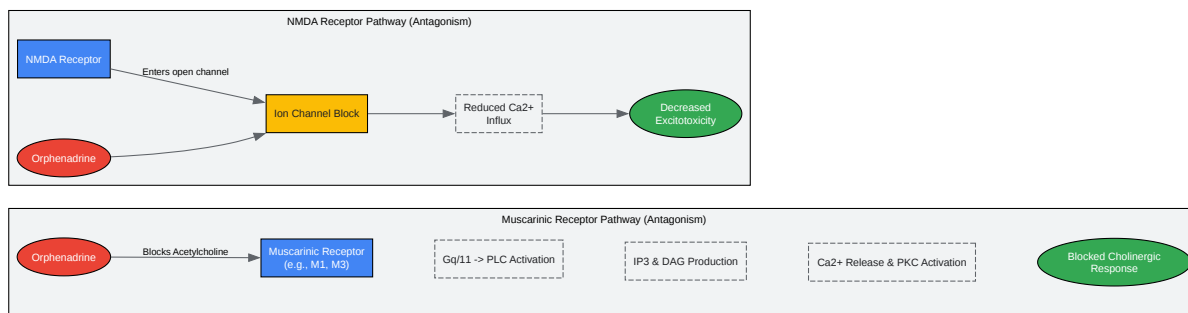 NMDA Receptor Pathway (Antagonism)
NMDA Receptor
Enters open channel
Ion Channel Block
Reduced Ca2+
Influx
Decreased
Excitotoxicity
Orphenadrine
Muscarinic Receptor Pathway (Antagonism)
Orphenadrine
Blocks Acetylcholine
Muscarinic Receptor
(e.g., M1, M3)
Gq/11 -> PLC Activation
IP3 & DAG Production
Ca2+ Release & PKC Activation
Blocked Cholinergic
Response